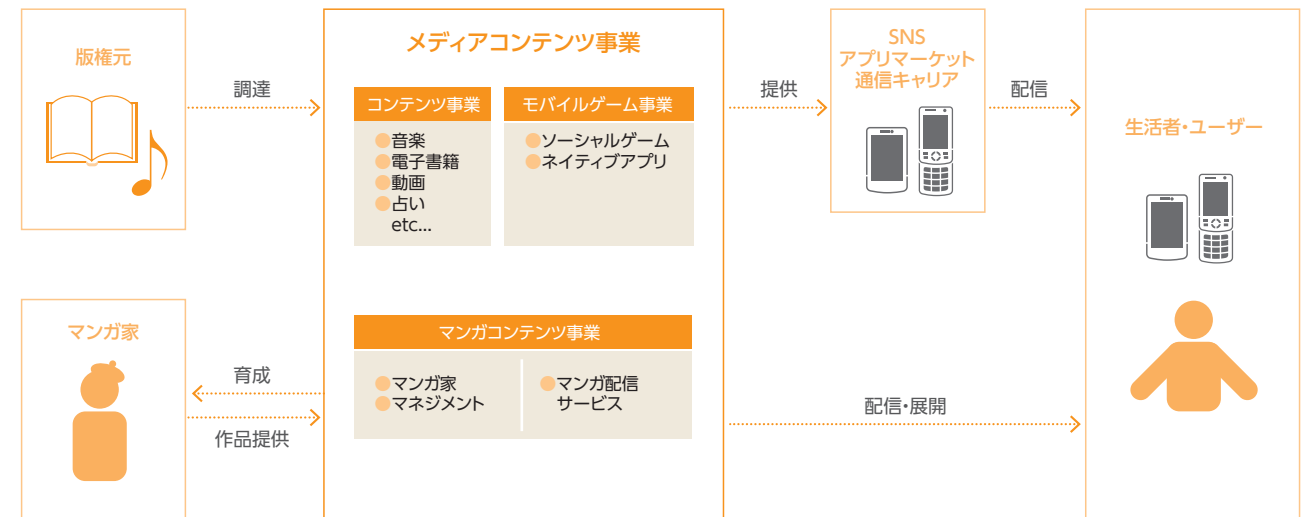 版権元
調達
メディアコンテンツ事業
コンテンツ事業
●音楽
●電子書籍
●動画
●占い
etc...
モバイルゲーム事業
●ソーシャルゲーム
●ネイティブアプリ
提供
SNS
アプリマーケット
通信キャリア
配信
生活者・ユーザー
マンガ家
育成
作品提供
マンガコンテンツ事業
●マンガ家
●マネジメント
●マンガ配信
サービス
配信・展開